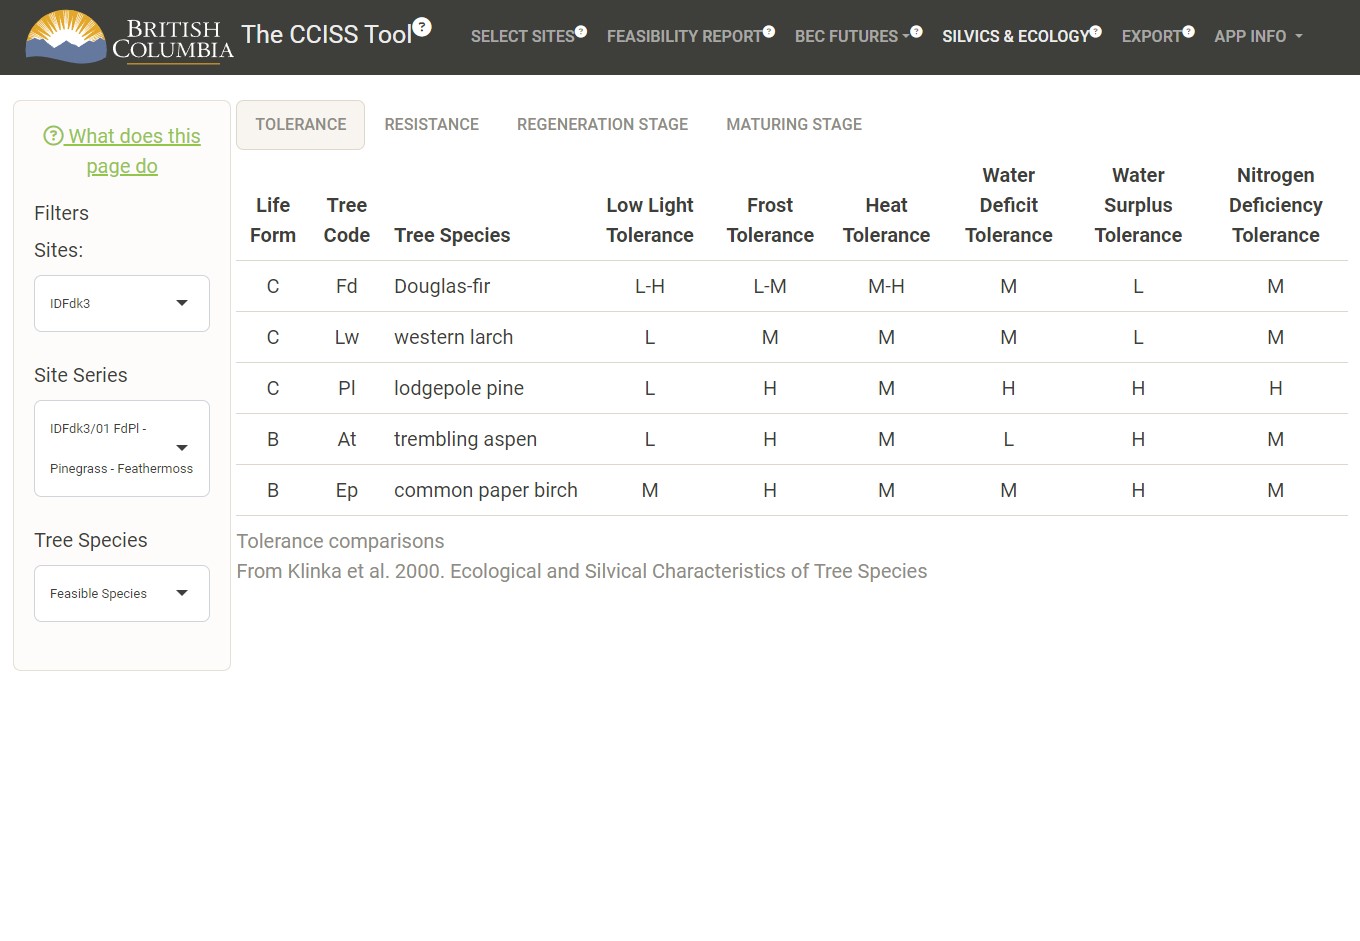 BRITISH
COLUMBIA
The CCISS Tool ?
SELECT SITES ? FEASIBILITY REPORT ? BEC FUTURES ? SILVICS & ECOLOGY ? EXPORT ? APP INFO
? What does this
page do
Filters
Sites:
IDFdk3
Site Series
IDFdk3/01 FdPl -
Pinegrass - Feathermoss
Tree Species
Feasible Species
TOLERANCE RESISTANCE REGENERATION STAGE MATURING STAGE
Life Form Tree Code Tree Species Low Light Tolerance Frost Tolerance Heat Tolerance Water Deficit Tolerance Water Surplus Tolerance Nitrogen Deficiency Tolerance
C Fd Douglas-fir L-H L-M M-H M L M
C Lw western larch L M M M L M
C Pl lodgepole pine L H M H H H
B At trembling aspen L H M L H M
B Ep common paper birch M H M M H M
Tolerance comparisons
From Klinka et al. 2000. Ecological and Silvical Characteristics of Tree Species